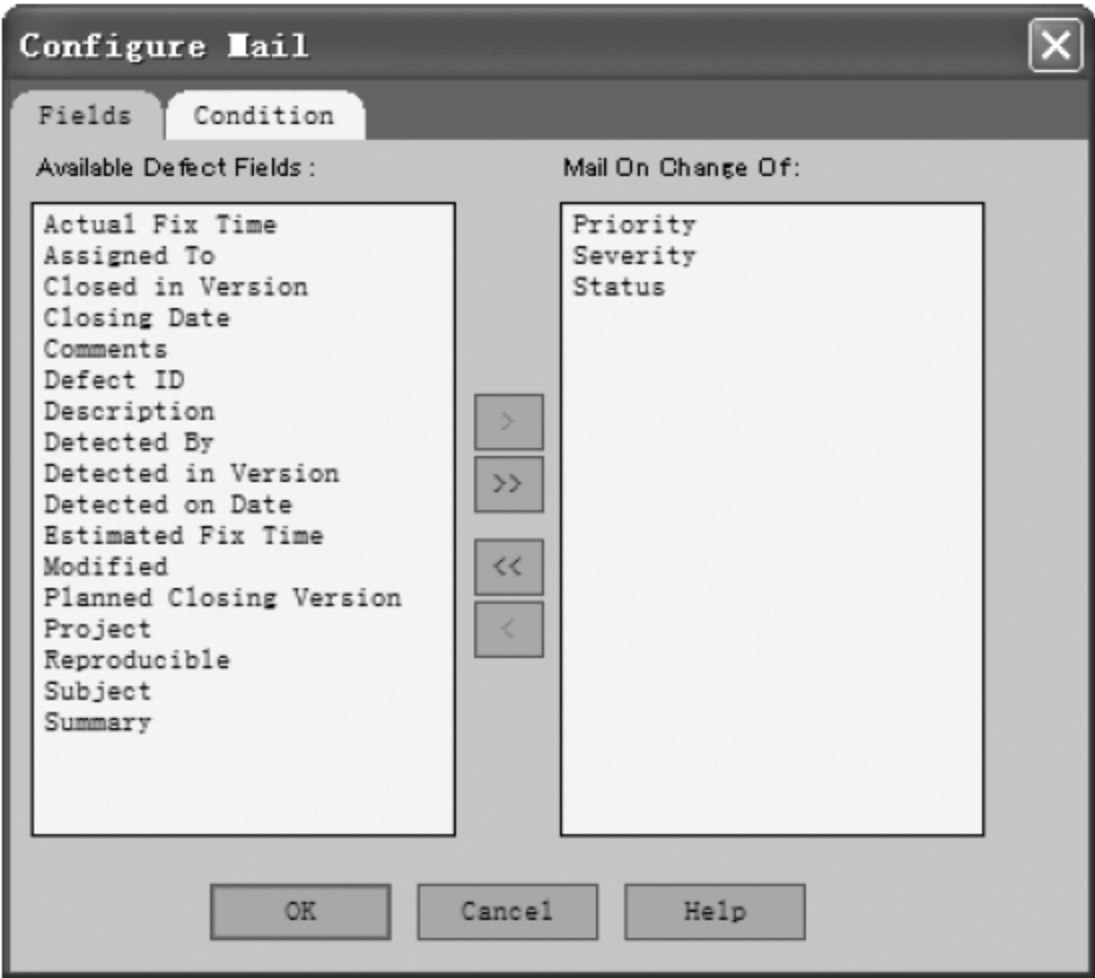 Configure Mail
Fields
Condition
Available Defect Fields :
Actual Fix Time
Assigned To
Closed in Version
Closing Date
Comments
Defect ID
Description
Detected By
Detected in Version
Detected on Date
Estimated Fix Time
Modified
Planned Closing Version
Project
Reproducible
Subject
Summary
>
>>
<<
<
Mail On Change Of:
Priority
Severity
Status
OK
Cancel
Help